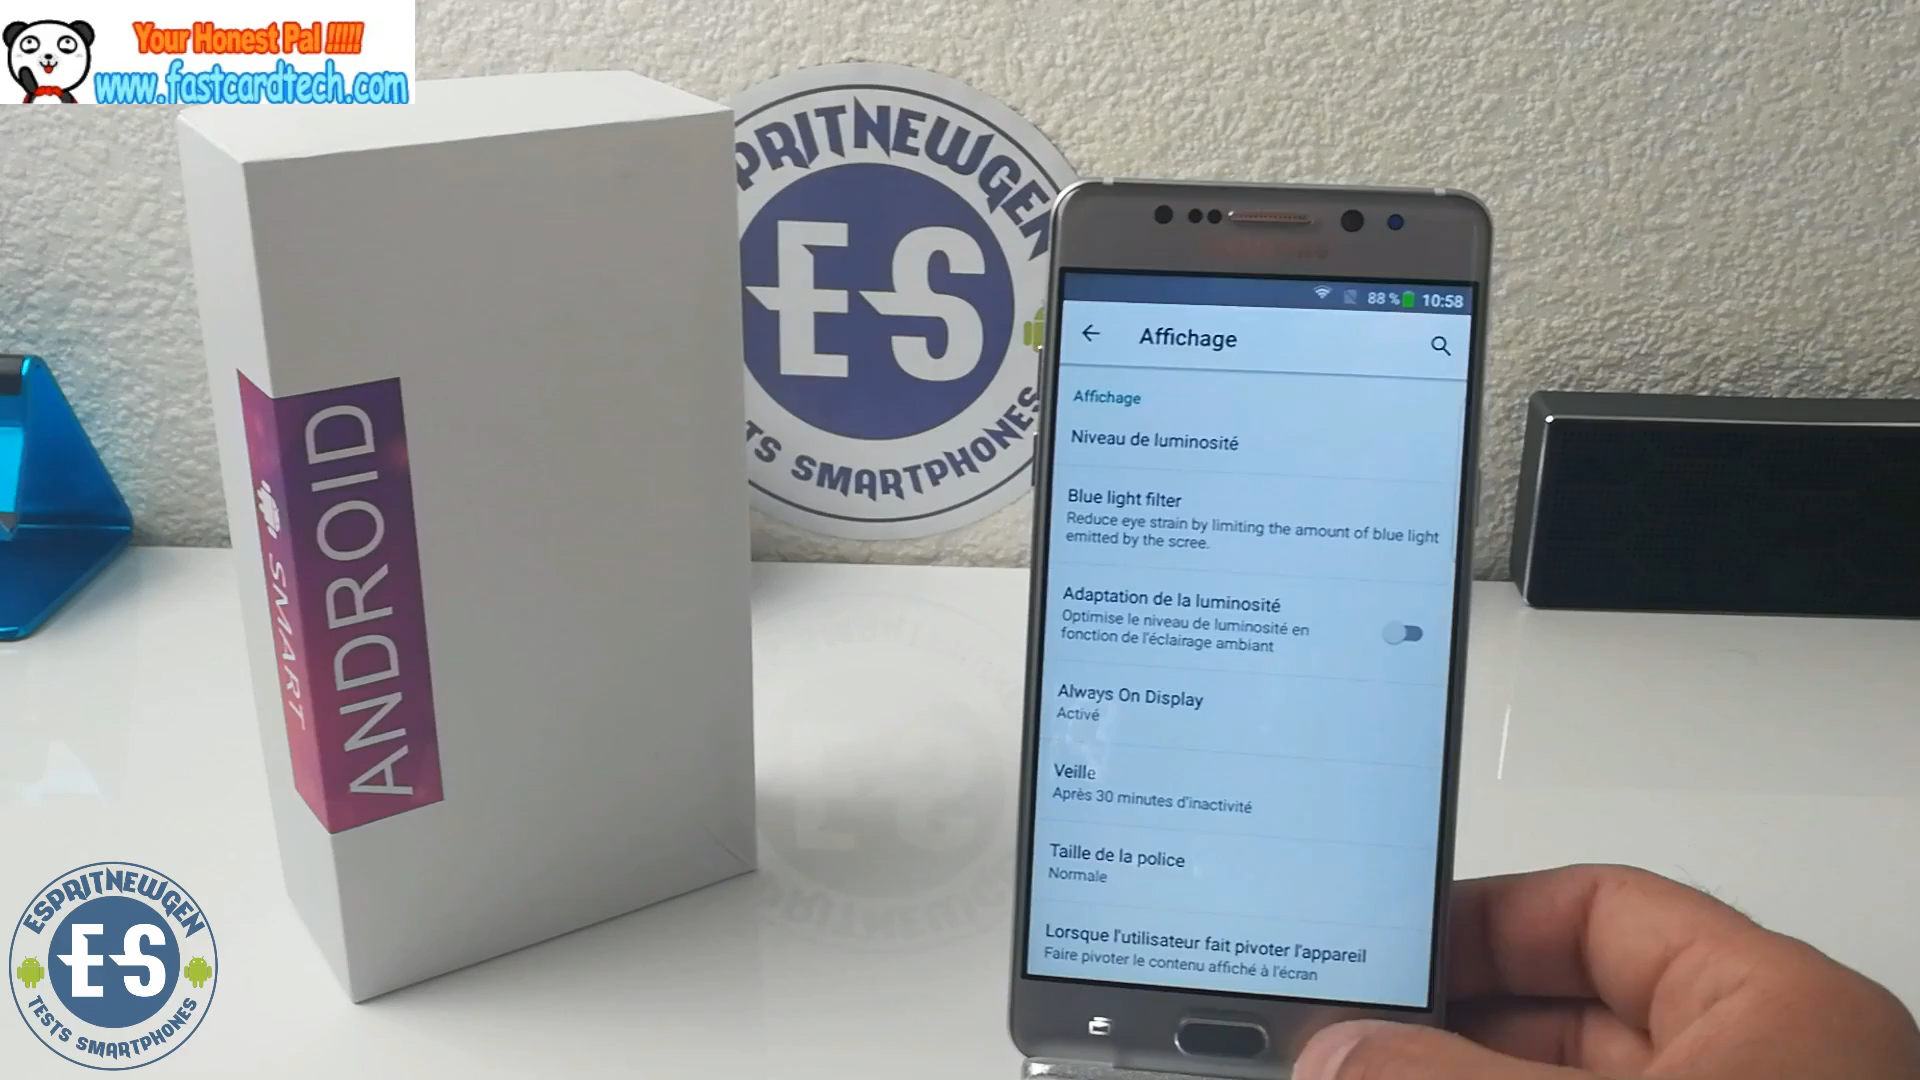 Your Honest Pal !!!!!
www.fastcardtech.com
PRITNEWGEN
ES
TS SMARTPHONES
SMART
ANDROID
88 % 10:58
Affichage
Affichage
Niveau de luminosité
Blue light filter
Reduce eye strain by limiting the amount of blue light
emitted by the scree.
Adaptation de la luminosité
Optimise le niveau de luminosité en
fonction de l'éclairage ambiant
Always On Display
Activé
Veille
Après 30 minutes d'inactivité
Taille de la police
Normale
Lorsque l'utilisateur fait pivoter l'appareil
Faire pivoter le contenu affiché à l'écran
ESPRITNEWGEN
ES
TESTS SMARTPHONES